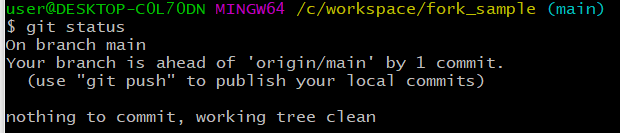 user@DESKTOP-C0L7ODN MINGW64 /c/workspace/fork_sample (main)
$ git status
On branch main
Your branch is ahead of 'origin/main' by 1 commit.
  (use "git push" to publish your local commits)

nothing to commit, working tree clean